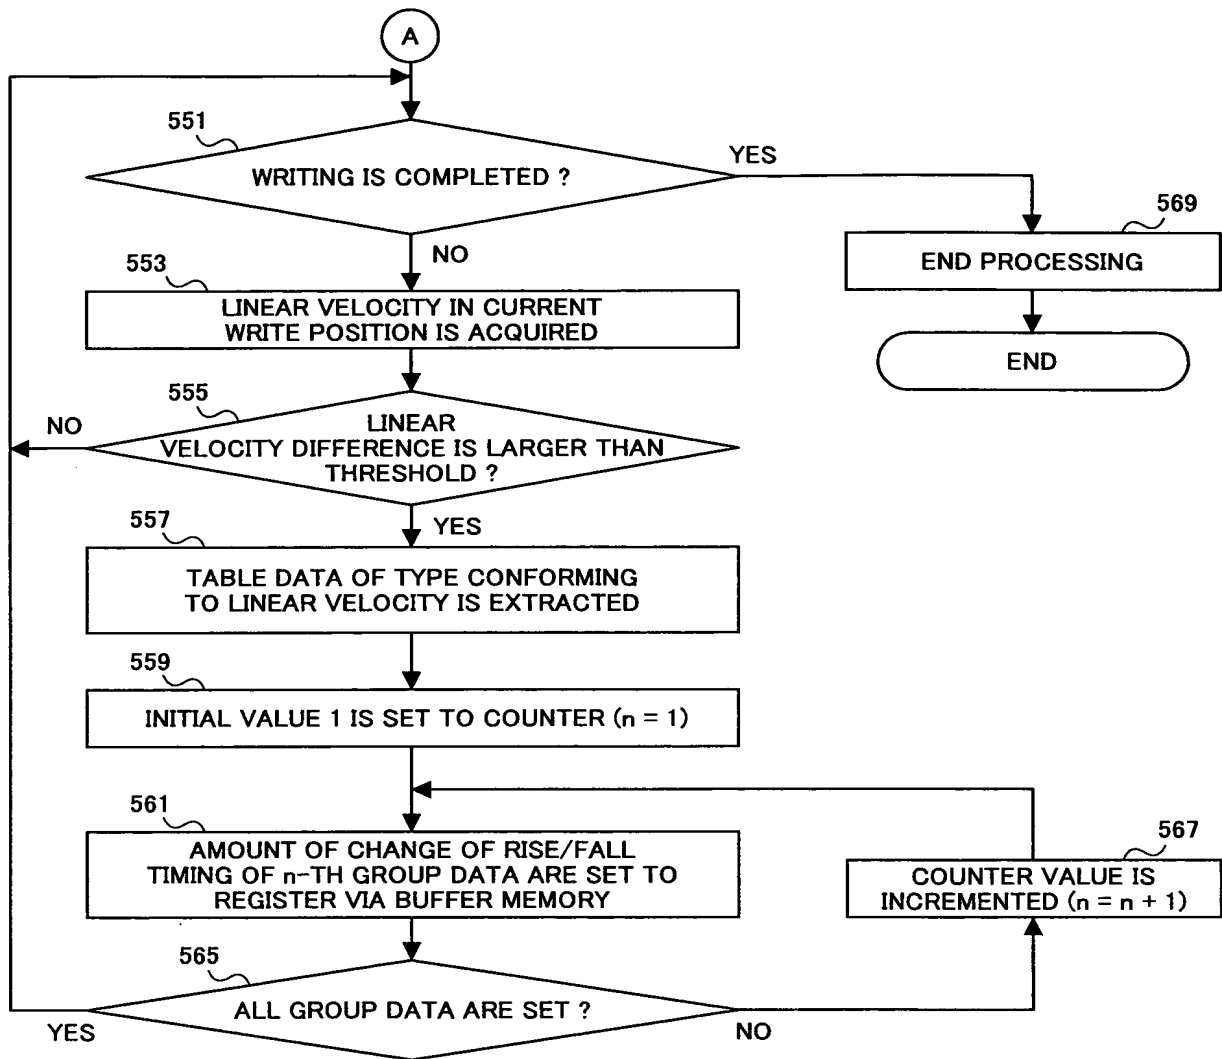 A
551
WRITING IS COMPLETED ?
YES
NO
569
END PROCESSING
END
553
LINEAR VELOCITY IN CURRENT
WRITE POSITION IS ACQUIRED
555
NO
LINEAR
VELOCITY DIFFERENCE IS LARGER THAN
THRESHOLD ?
YES
557
TABLE DATA OF TYPE CONFORMING
TO LINEAR VELOCITY IS EXTRACTED
559
INITIAL VALUE 1 IS SET TO COUNTER (n = 1)
561
AMOUNT OF CHANGE OF RISE/FALL
TIMING OF n-TH GROUP DATA ARE SET TO
REGISTER VIA BUFFER MEMORY
567
COUNTER VALUE IS
INCREMENTED (n = n + 1)
565
ALL GROUP DATA ARE SET ?
YES
NO